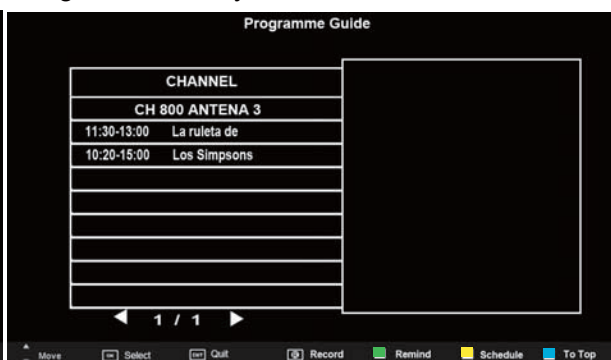 Programme Guide
CHANNEL
CH 800 ANTENA 3
11:30-13:00 La ruleta de
10:20-15:00 Los Simpsons
1 / 1
Move Select Quit Record Remind Schedule To Top